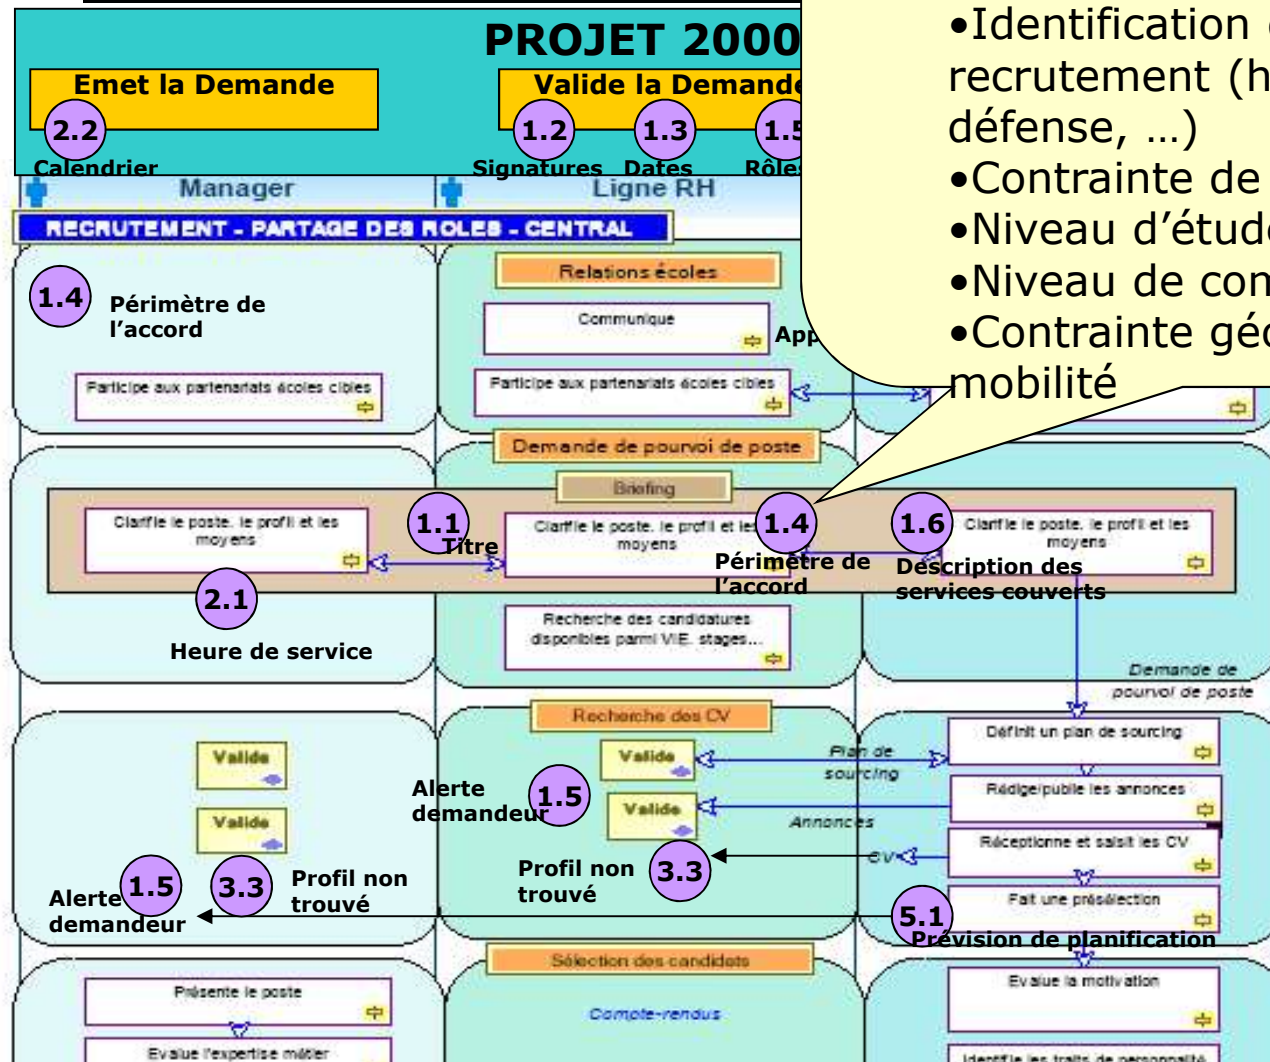 PROJET 2000
•Identification
recrutement
défense, …)
•Contrainte de
•Niveau
•Niveau de
•Contrainte
mobilité
Emet la Demande
Valide la Demande
2.2
1.2
1.3
Calendrier
Signatures
Dates
Rôles
Manager
Ligne RH
RECRUTEMENT - PARTAGE DES ROLES - CENTRAL
Relations écoles
1.4
Périmètre de
l’accord
Communique
Participe aux partenariats écoles cibles
Participe aux partenariats écoles cibles
Demande de pourvoi de poste
Briefing
Clarifie le poste, le profil et les
moyens
1.1
Titre
Clarifie le poste, le profil et les
moyens
1.4
Périmètre de
l’accord
1.6
Clarifie le poste, le profil et les
moyens
Description des
services couverts
2.1
Heure de service
Recherche des candidatures
disponibles parmi VIE, stages...
Demande de
pourvoi de poste
Recherche des CV
Définit un plan de sourcing
Valide
Valide
Plan de
sourcing
Alerte
demandeur
1.5
Rédige/publie les annonces
Valide
Valide
Annonces
Réceptionne et saisit les CV
CV
Profil non
trouvé
3.3
Alerte
demandeur
1.5
3.3
Profil non
trouvé
Fait une présélection
5.1
Prévision de planification
Sélection des candidats
Présente le poste
Compte-rendus
Evalue la motivation
Evalue l'expertise métier
Identifie les traits de personnalité